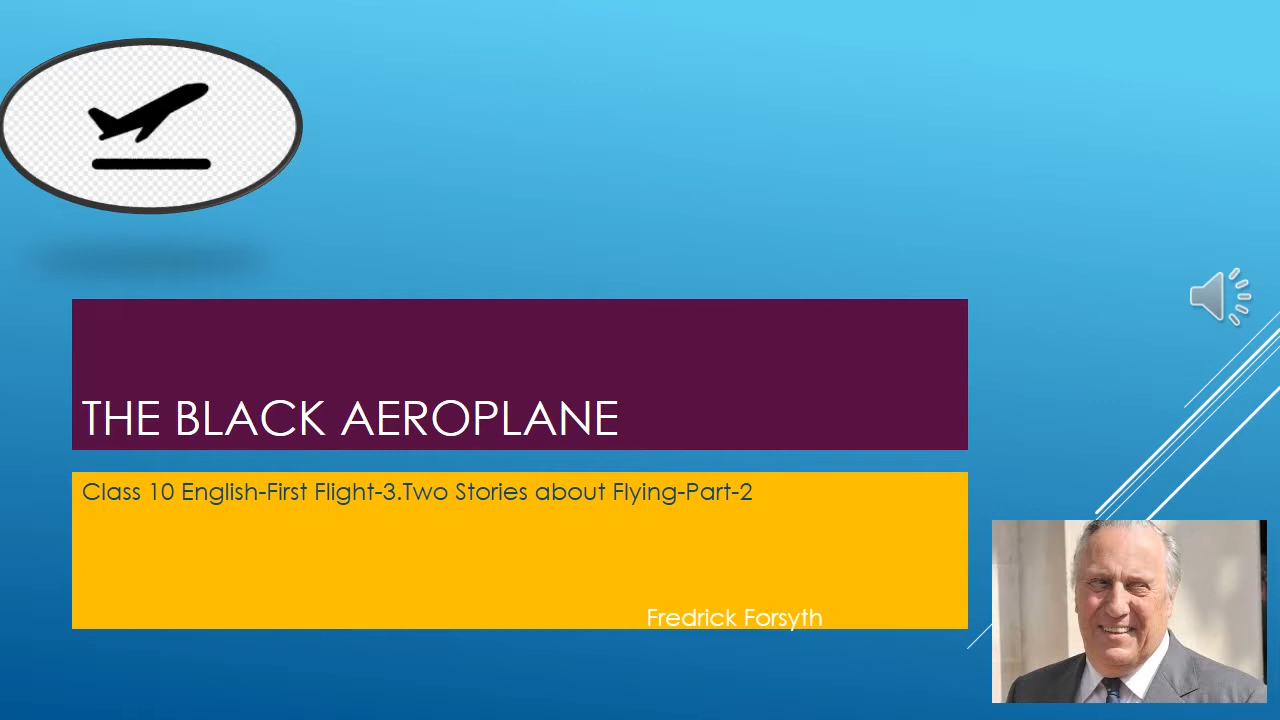 THE BLACK AEROPLANE
Class 10 English-First Flight-3.Two Stories about Flying-Part-2
Fredrick Forsyth